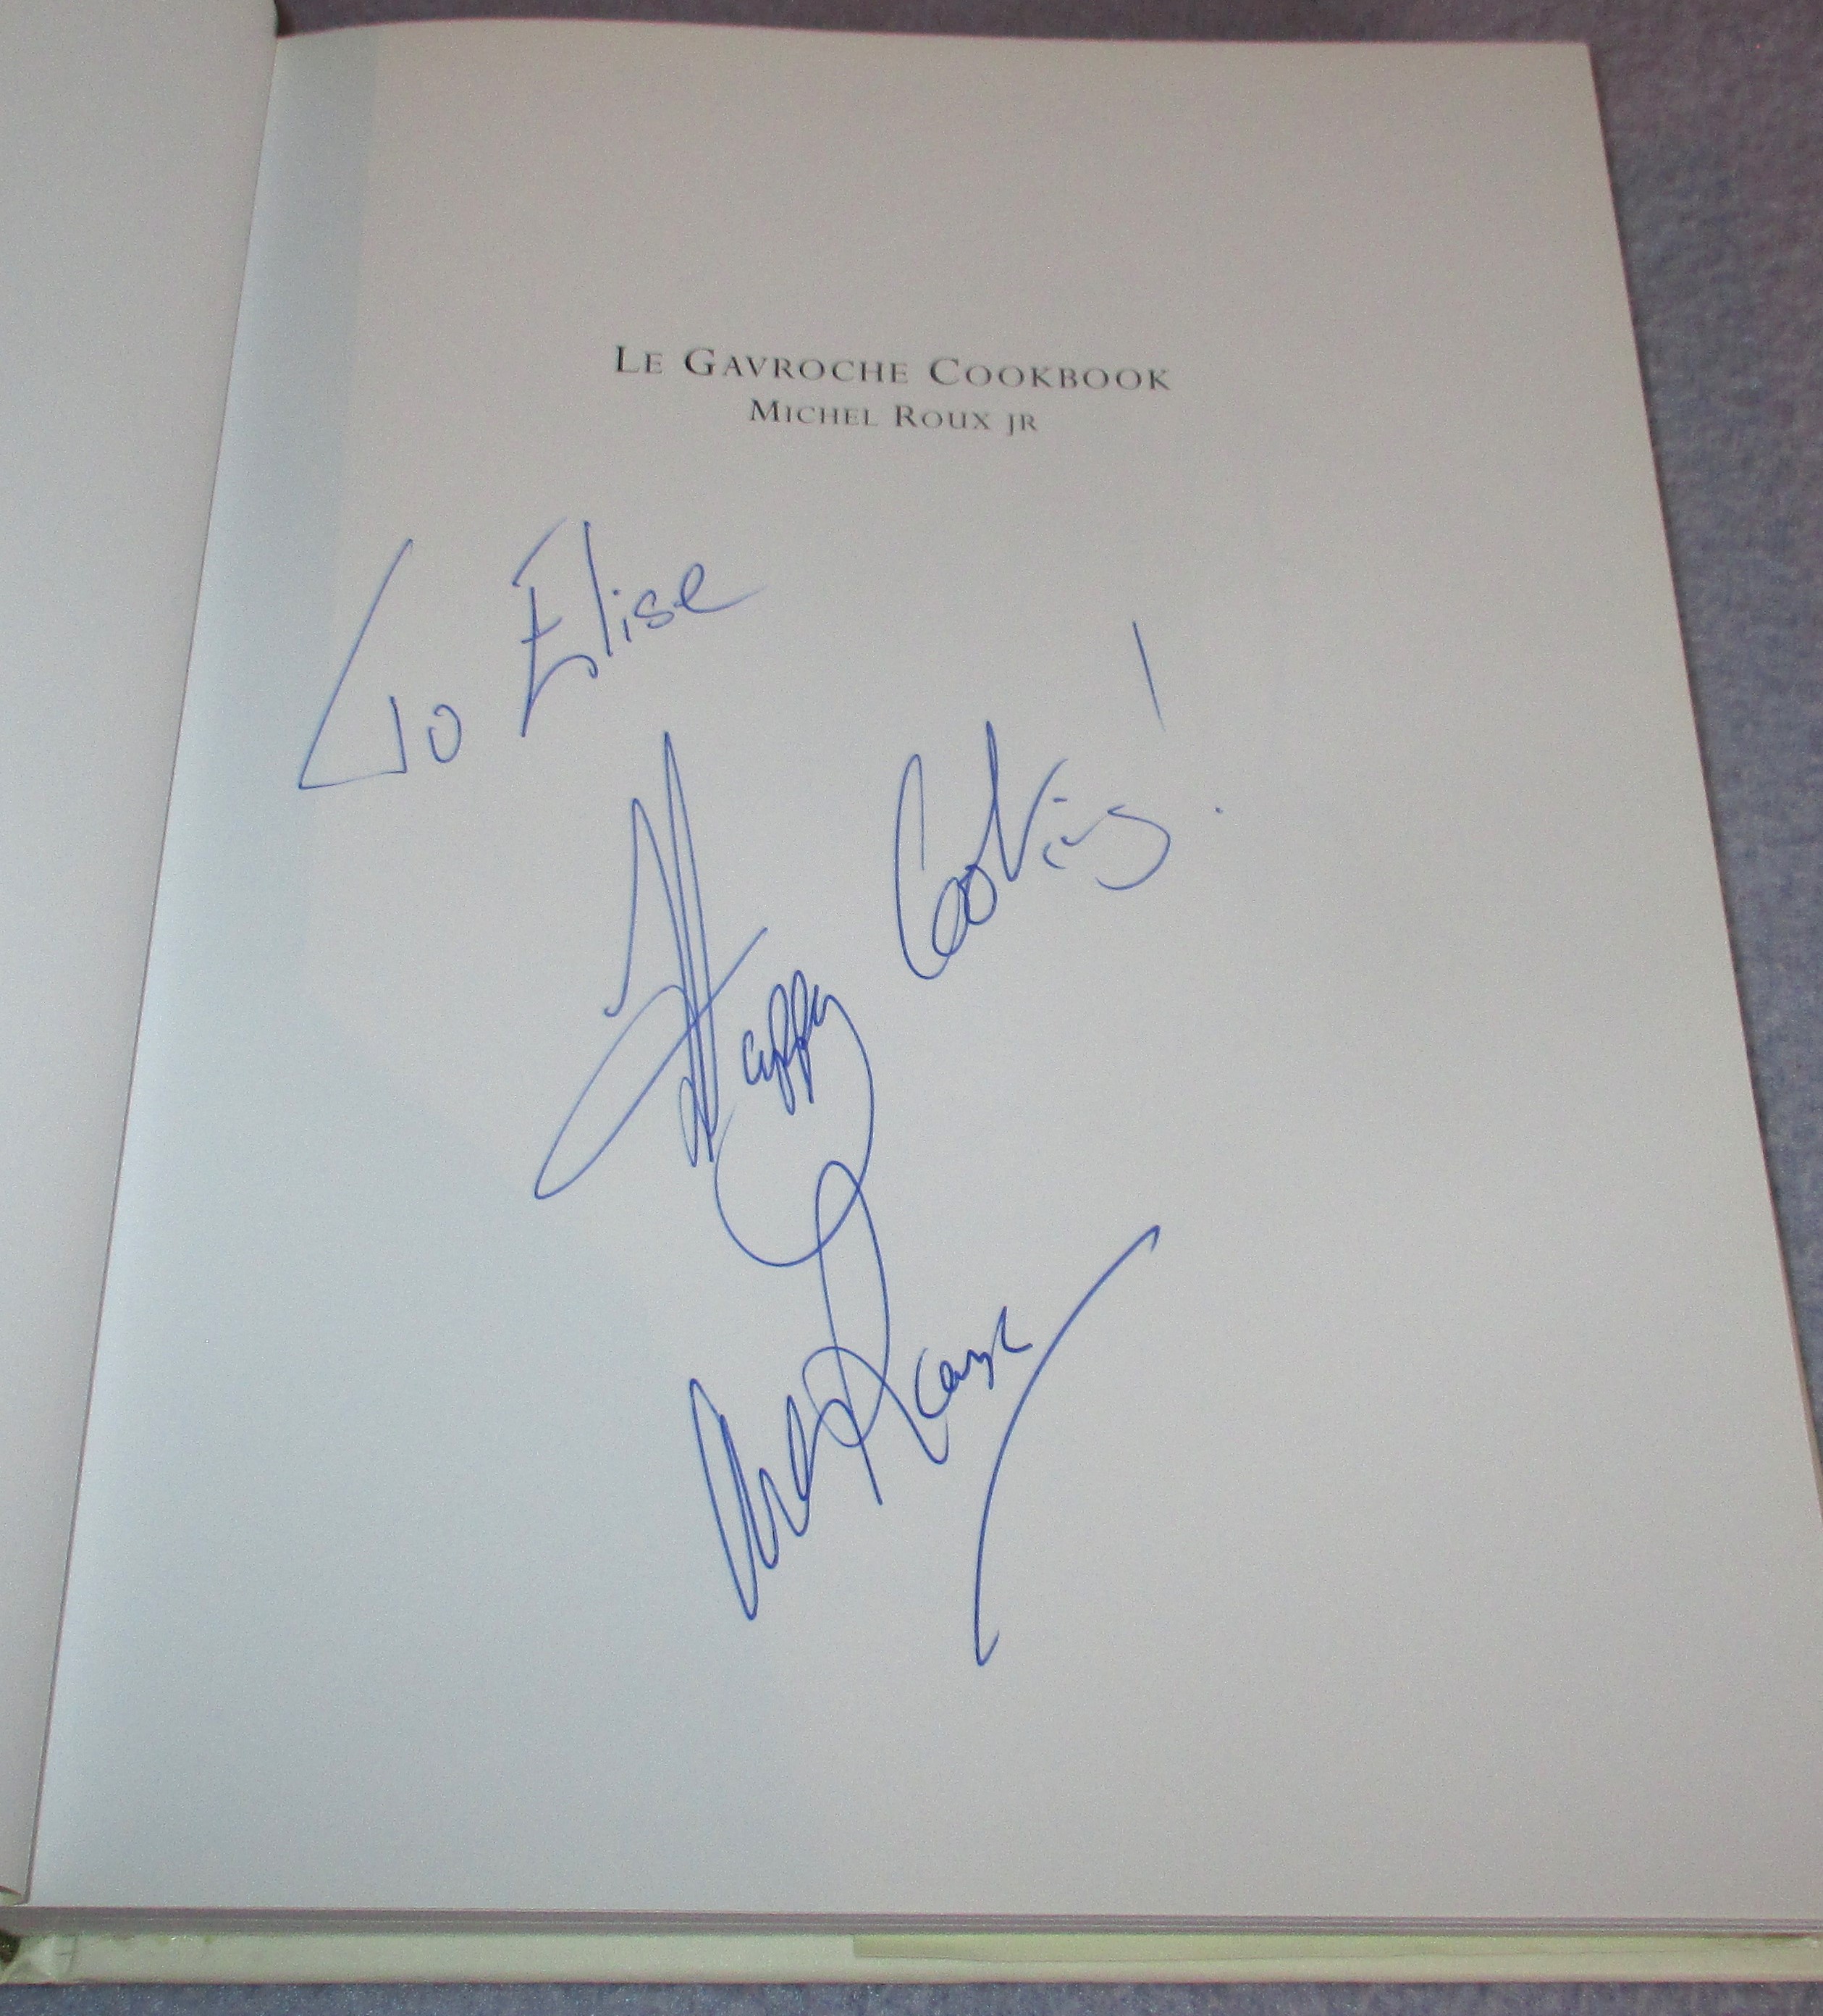 LE GAVROCHE COOKBOOK
MICHEL ROUX JR
To Elise
Happy Cooking!